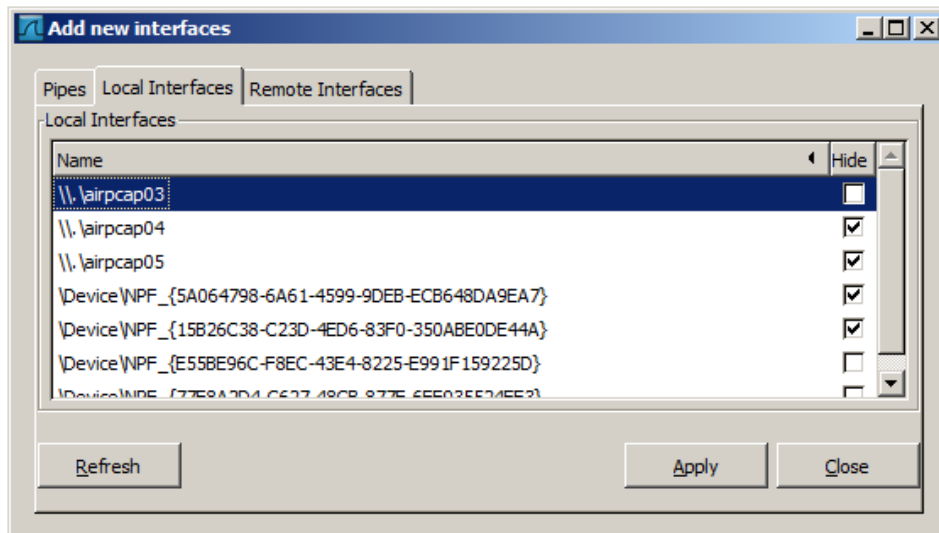 Add new interfaces
Pipes Local Interfaces Remote Interfaces
Local Interfaces
Name Hide
\\.\airpcap03
\\.\airpcap04
\\.\airpcap05
\Device\NPF_{5A064798-6A61-4599-9DEB-ECB648DA9EA7}
\Device\NPF_{15B26C38-C23D-4ED6-83F0-350ABE0DE44A}
\Device\NPF_{E55BE96C-F8EC-43E4-8225-E991F159225D}
Refresh Apply Close